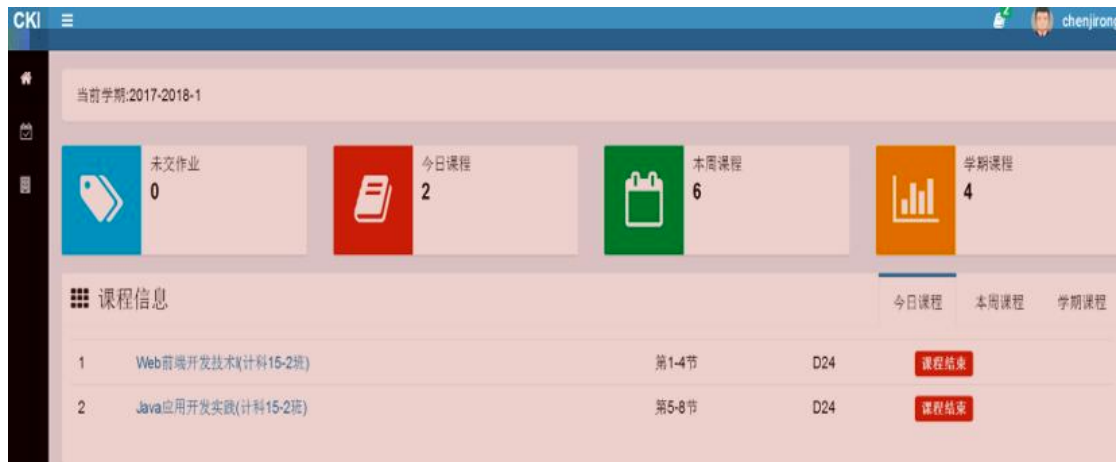 CKI
2
chenjirong
当前学期:2017-2018-1
未交作业
0
今日课程
2
本周课程
6
学期课程
4
课程信息
今日课程 本周课程 学期课程
1 Web前端开发技术I(计科15-2班) 第1-4节 D24 课程结束
2 Java应用开发实践(计科15-2班) 第5-8节 D24 课程结束